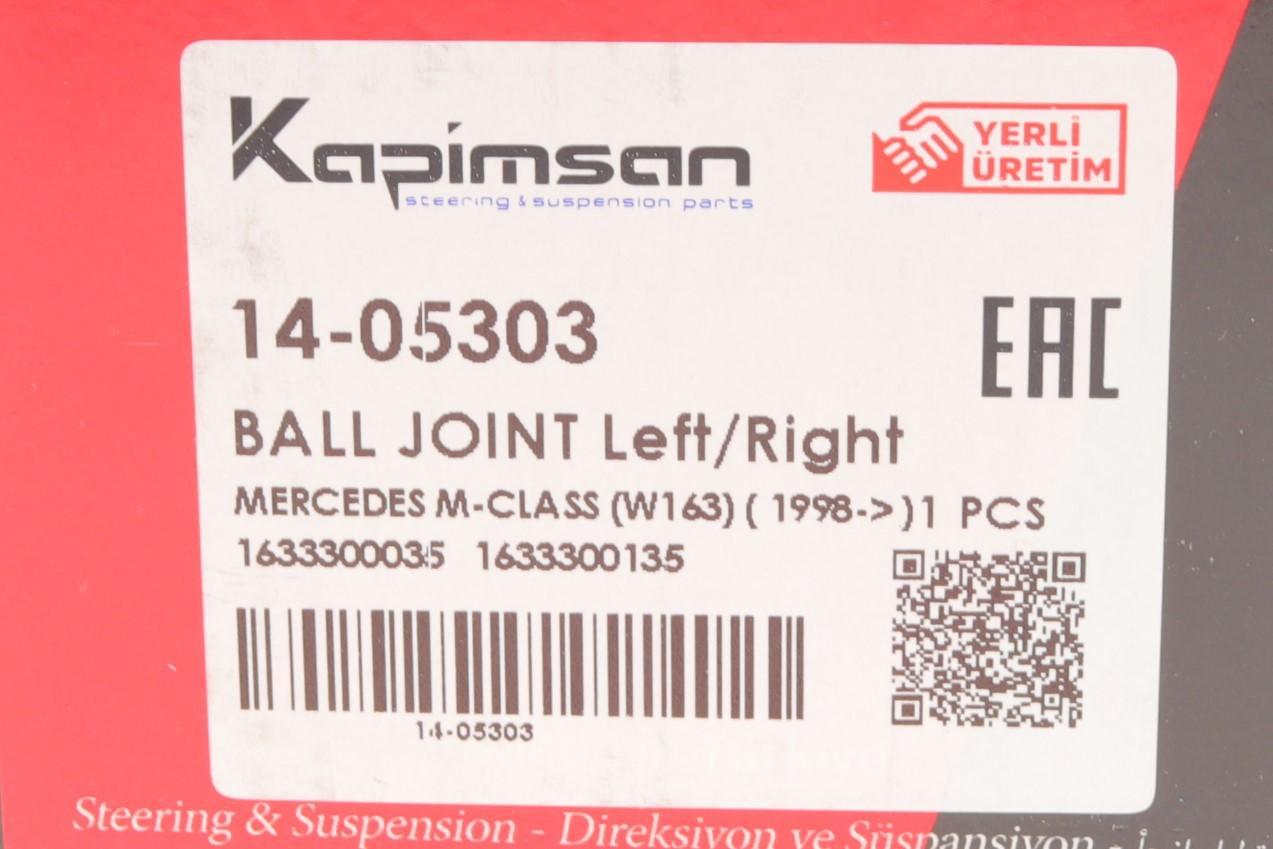 Kapimsan
steering & suspension parts
YERLİ
ÜRETİM
14-05303
EAC
BALL JOINT Left/Right
MERCEDES M-CLASS (W163) ( 1998-> )1 PCS
1633300035 1633300135
14-05303
Steering & Suspension - Direksiyon ve Süspansiyon -